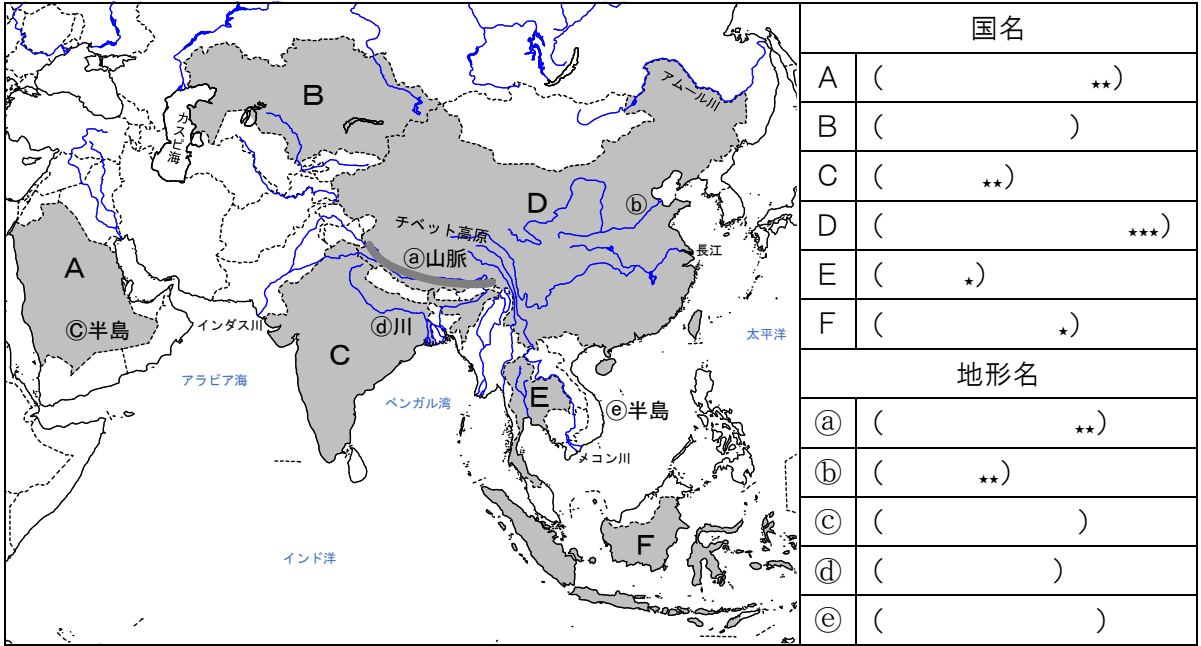 B
アムール川
カスピ海
D
ⓑ
チベット高原
ⓐ山脈
長江
A
ⓒ半島
インダス川
ⓓ川
C
太平洋
アラビア海
ベンガル湾
E
ⓔ半島
メコン川
F
インド洋
国名
A ( ★★)
B ( )
C ( ★★)
D ( ★★★)
E ( ★)
F ( ★)
地形名
ⓐ ( ★★)
ⓑ ( ★★)
ⓒ ( )
ⓓ ( )
ⓔ ( )